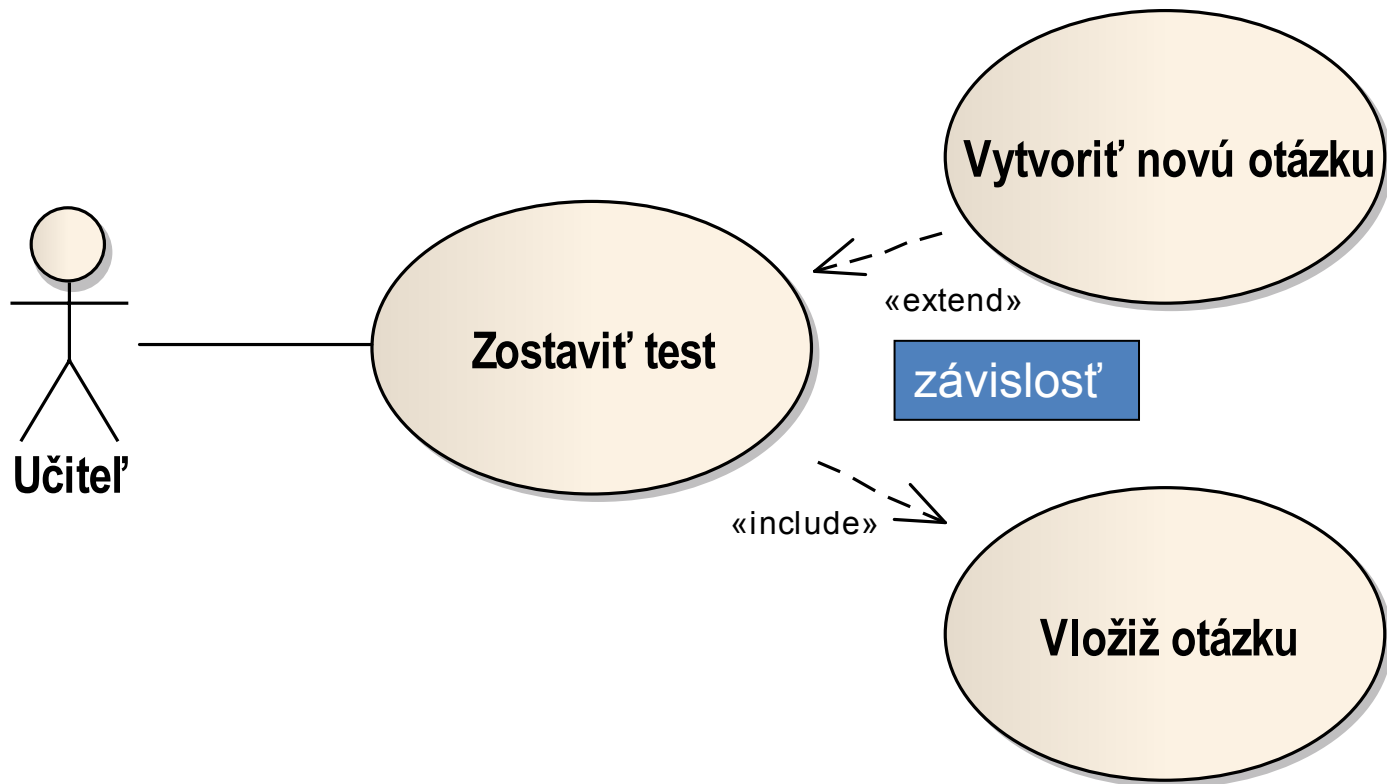 Vytvoriť novú otázku
«extend»
Zostaviť test
závislosť
Učiteľ
«include»
Vložiž otázku